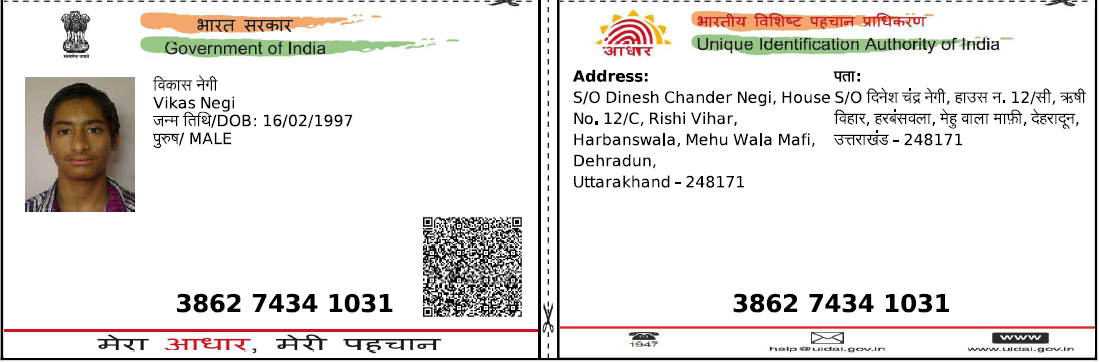 भारत सरकार
Government of India
विकास नेगी
Vikas Negi
जन्म तिथि/DOB: 16/02/1997
पुरुष/ MALE
3862 7434 1031
मेरा आधार, मेरी पहचान
भारतीय विशिष्ट पहचान प्राधिकरण
Unique Identification Authority of India
आधार
Address:
S/O Dinesh Chander Negi, House
No. 12/C, Rishi Vihar,
Harbanswala, Mehu Wala Mafi,
Dehradun,
Uttarakhand – 248171
पता:
S/O दिनेश चंद्र नेगी, हाउस न. 12/सी, ऋषी
विहार, हरबंसवला, मेहु वाला माफ़ी, देहरादून,
उत्तराखंड – 248171
3862 7434 1031
1947
help@uidai.gov.in
www
www.uidai.gov.in